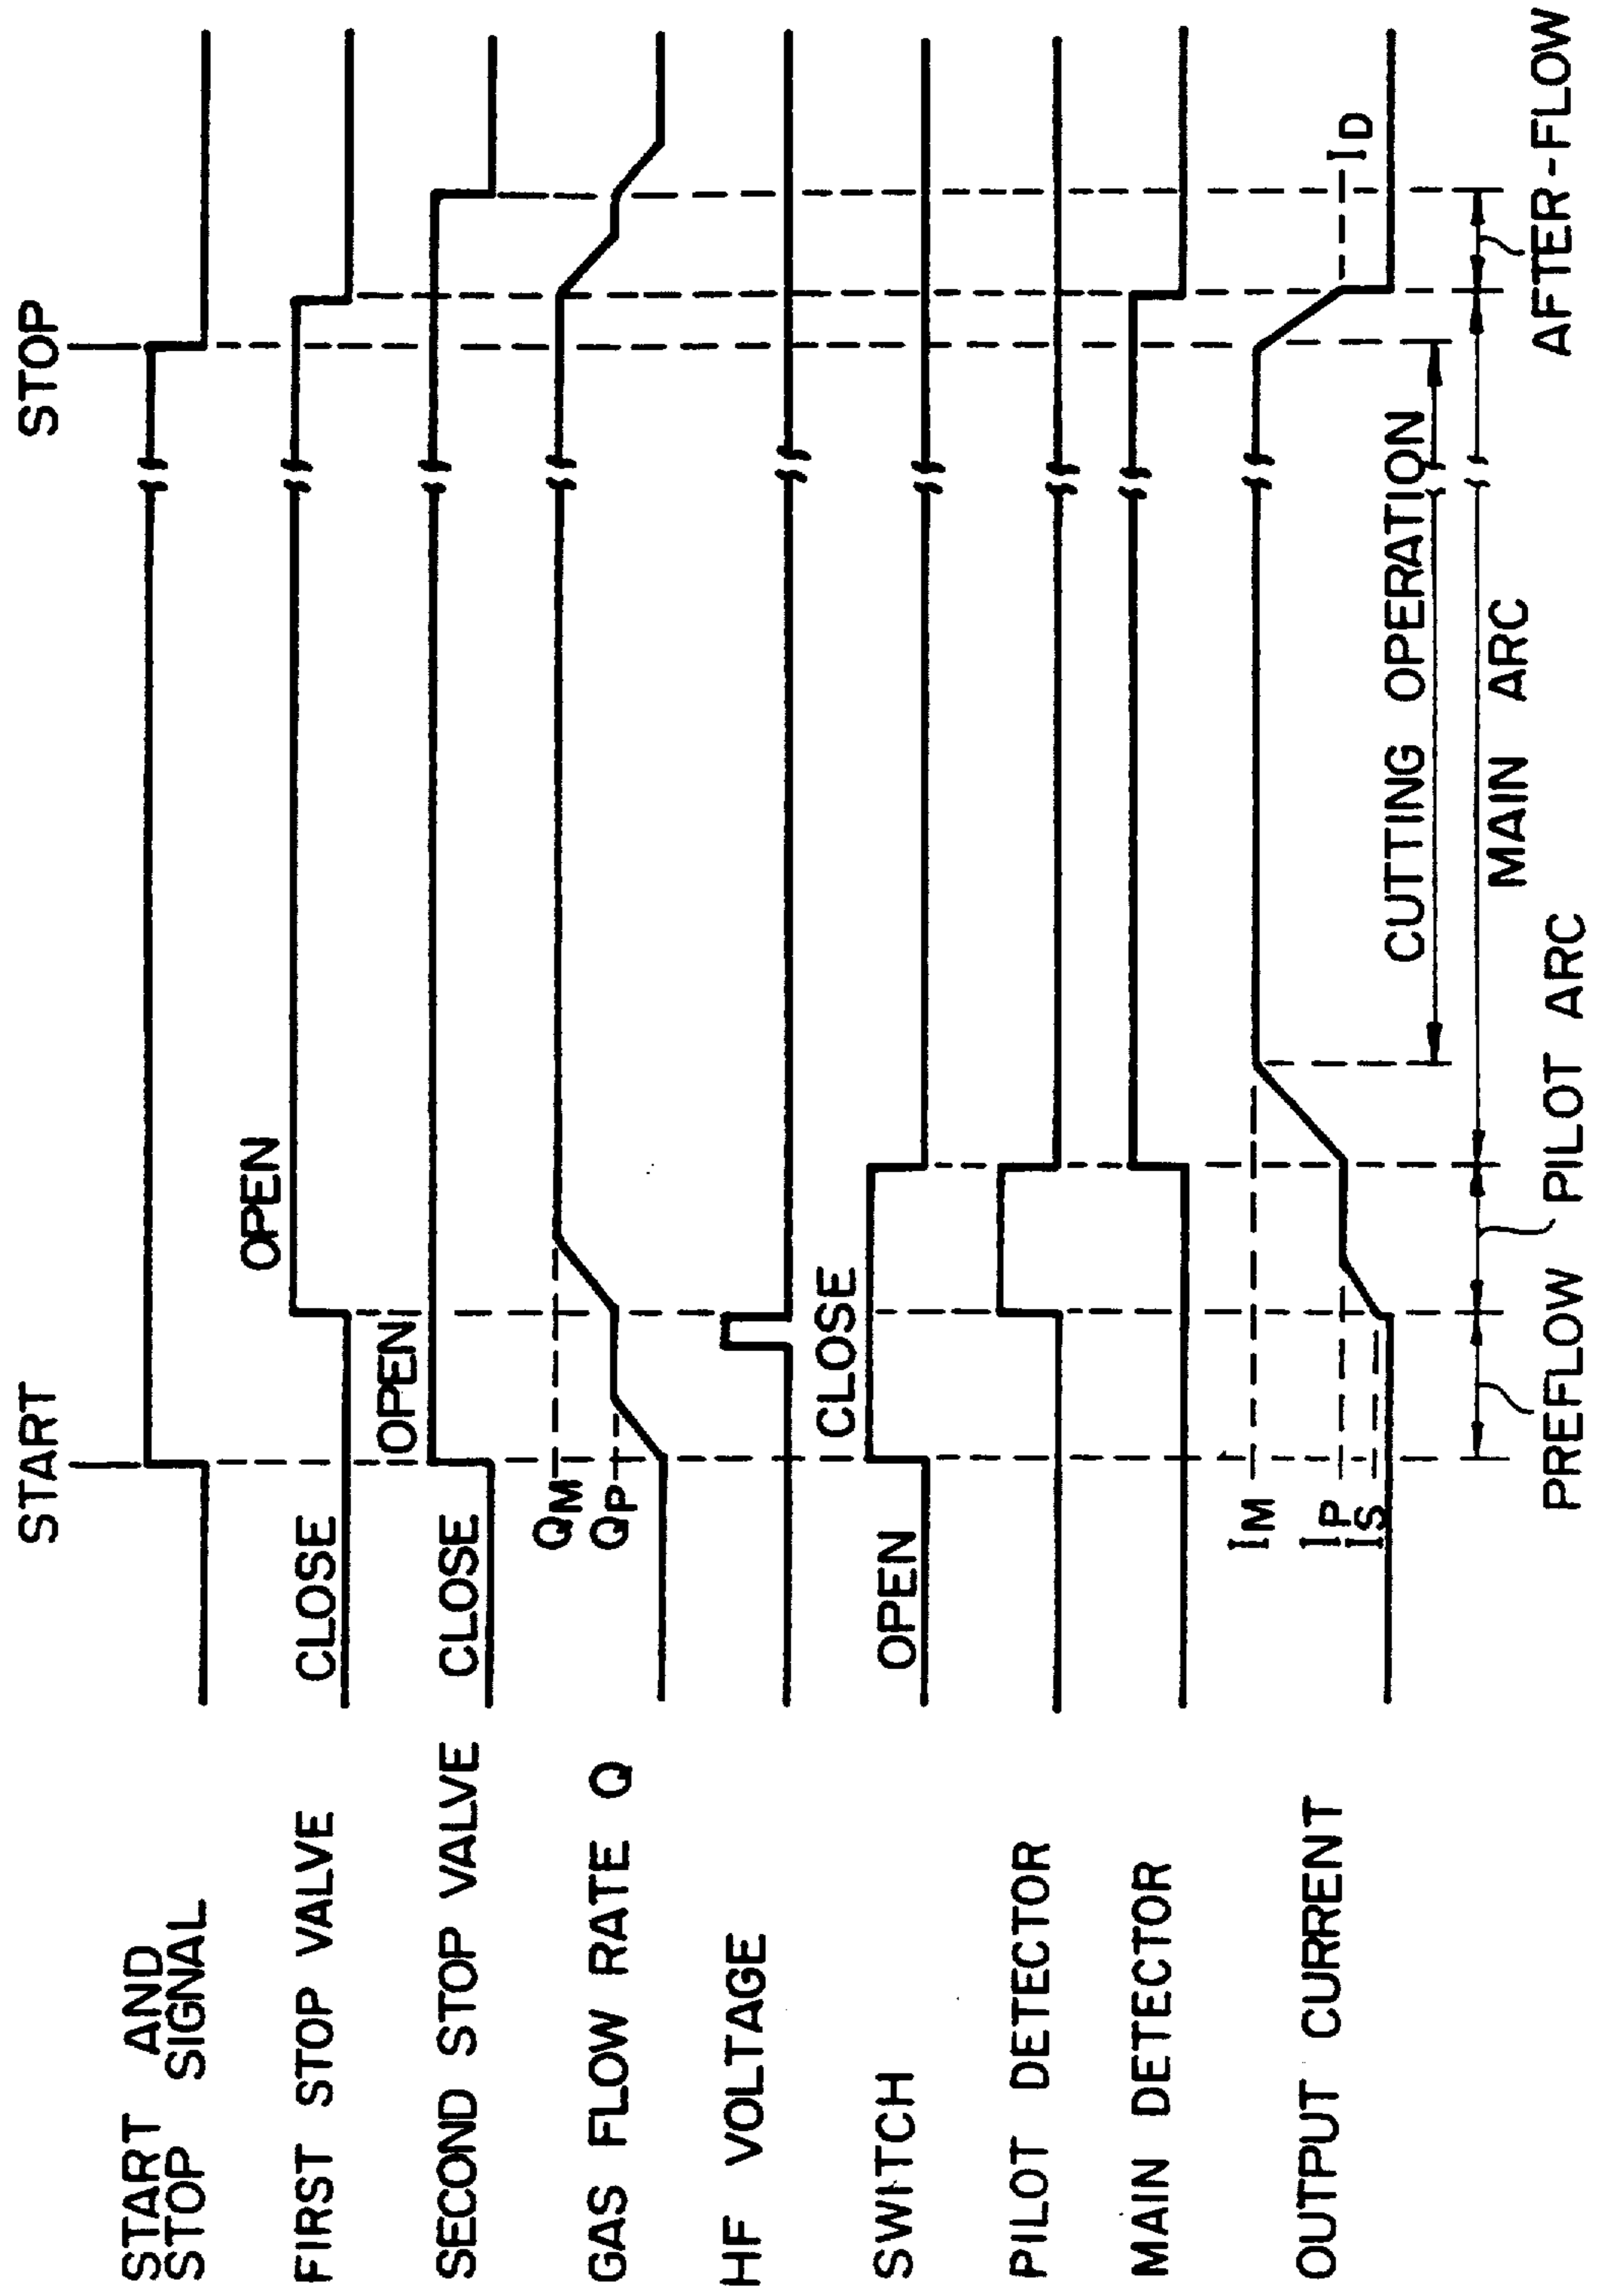 START
STOP
START AND
STOP SIGNAL
FIRST STOP VALVE
CLOSE
OPEN
SECOND STOP VALVE
CLOSE
OPEN
GAS FLOW RATE Q
QM
QP
HF VOLTAGE
SWITCH
OPEN
CLOSE
PILOT DETECTOR
MAIN DETECTOR
OUTPUT CURRENT
IM
IP
IS
ID
CUTTING OPERATION
MAIN ARC
PREFLOW
PILOT ARC
AFTER-FLOW